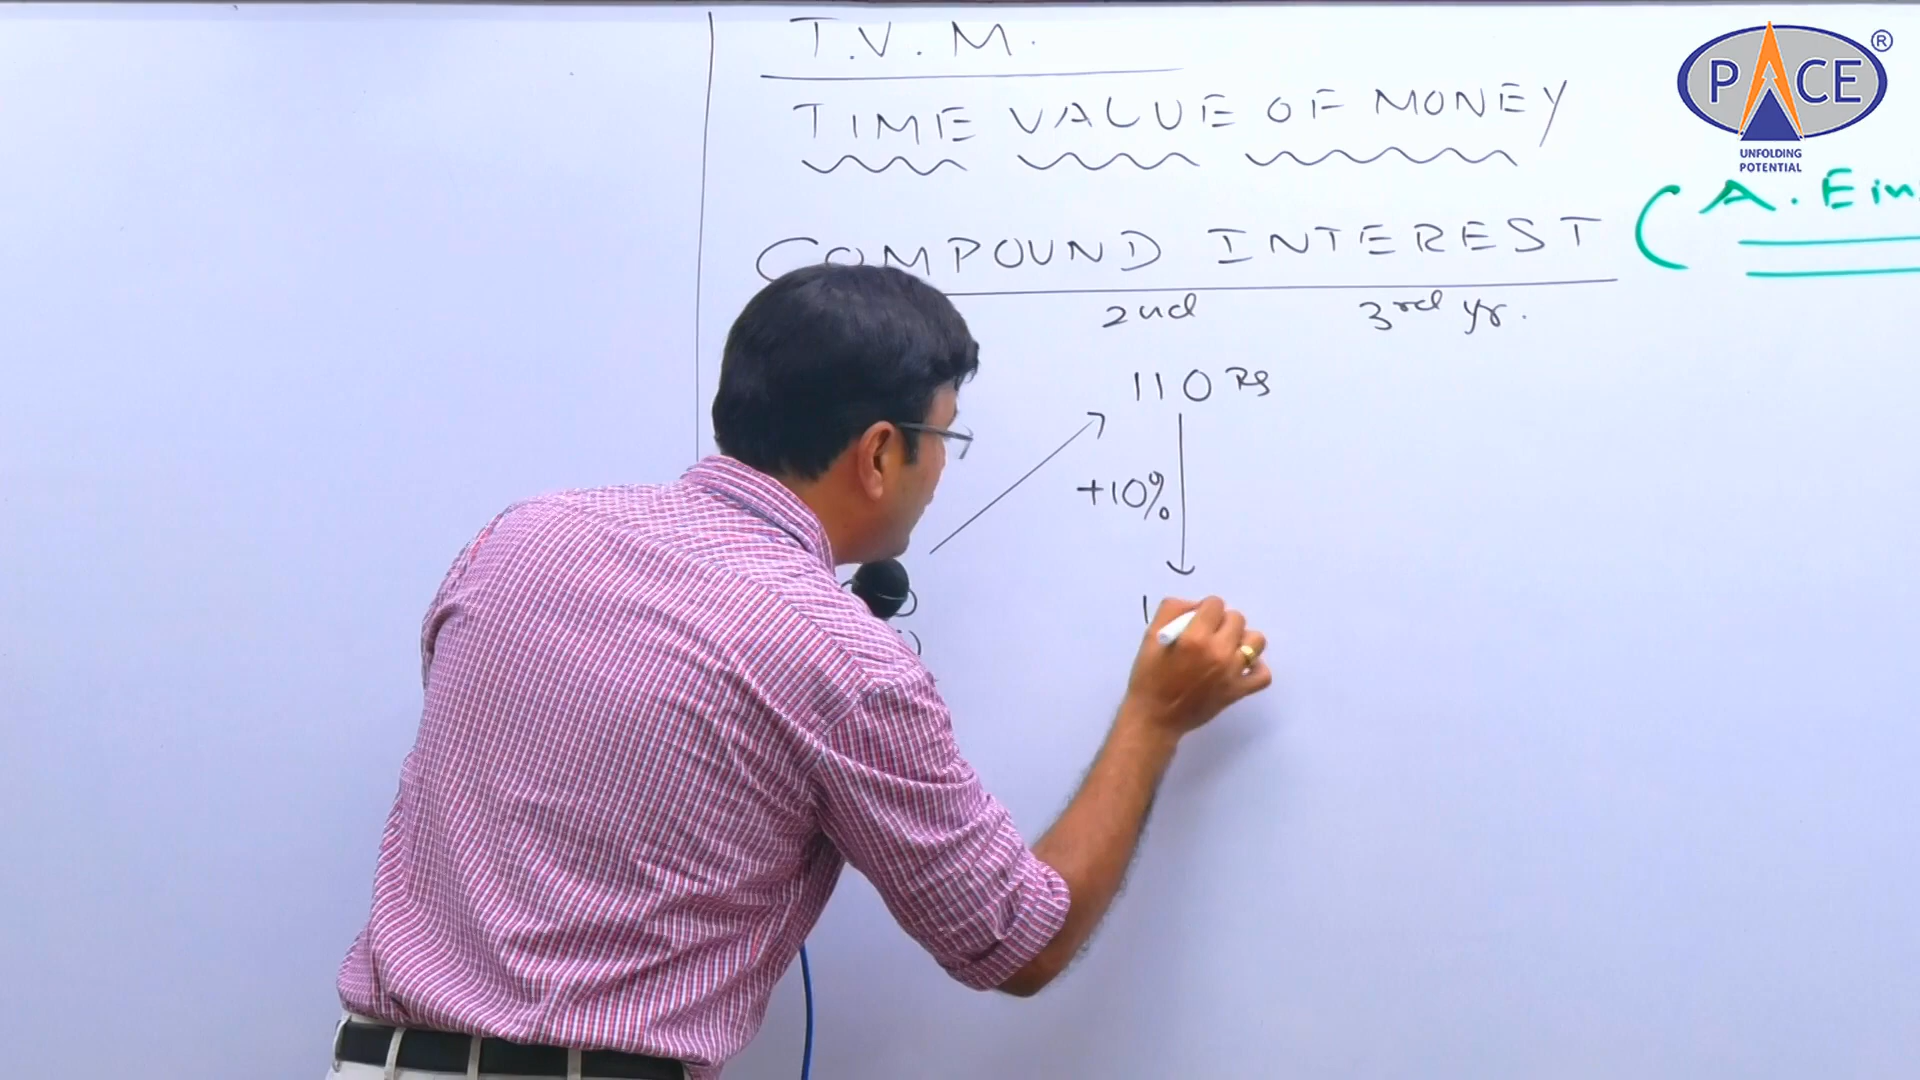 T.V.M.
TIME VALUE OF MONEY
COMPOUND INTEREST
(A.
2nd
3rd yr.
110 Rs
+10%
PACE ®
UNFOLDING
POTENTIAL